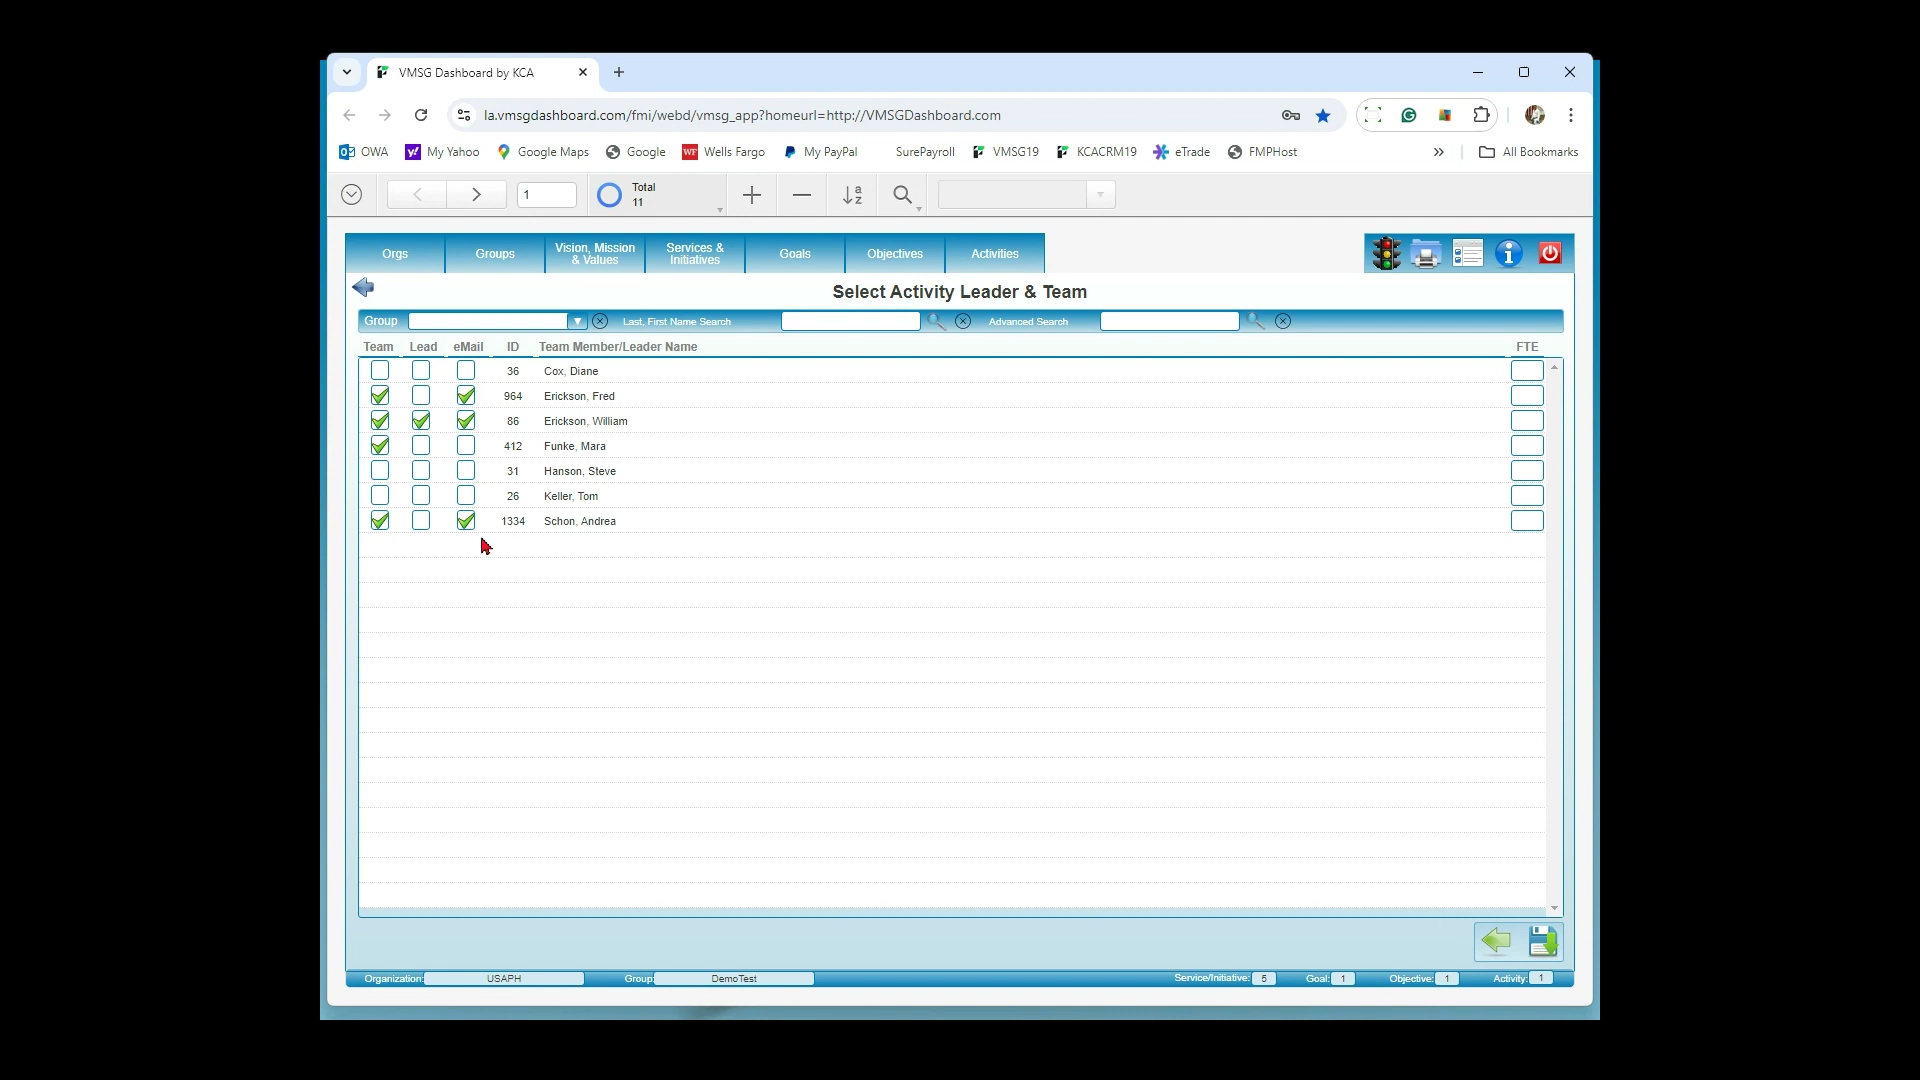 VMSG Dashboard by KCA
la.vmsgdashboard.com/fmi/webd/vmsg_app?homeurl=http://VMSGDashboard.com
OWA My Yahoo Google Maps Google WF Wells Fargo My PayPal SurePayroll VMSG19 KCACRM19 eTrade FMPHost » All Bookmarks
1 Total
11
Orgs Groups Vision, Mission & Values Services & Initiatives Goals Objectives Activities
Select Activity Leader & Team
Group Last, First Name Search Advanced Search
Team Lead eMail ID Team Member/Leader Name FTE
36 Cox, Diane
964 Erickson, Fred
86 Erickson, William
412 Funke, Mara
31 Hanson, Steve
26 Keller, Tom
1334 Schon, Andrea
Organization: USAPH Group: DemoTest Service/Initiative: 5 Goal: 1 Objective: 1 Activity: 1